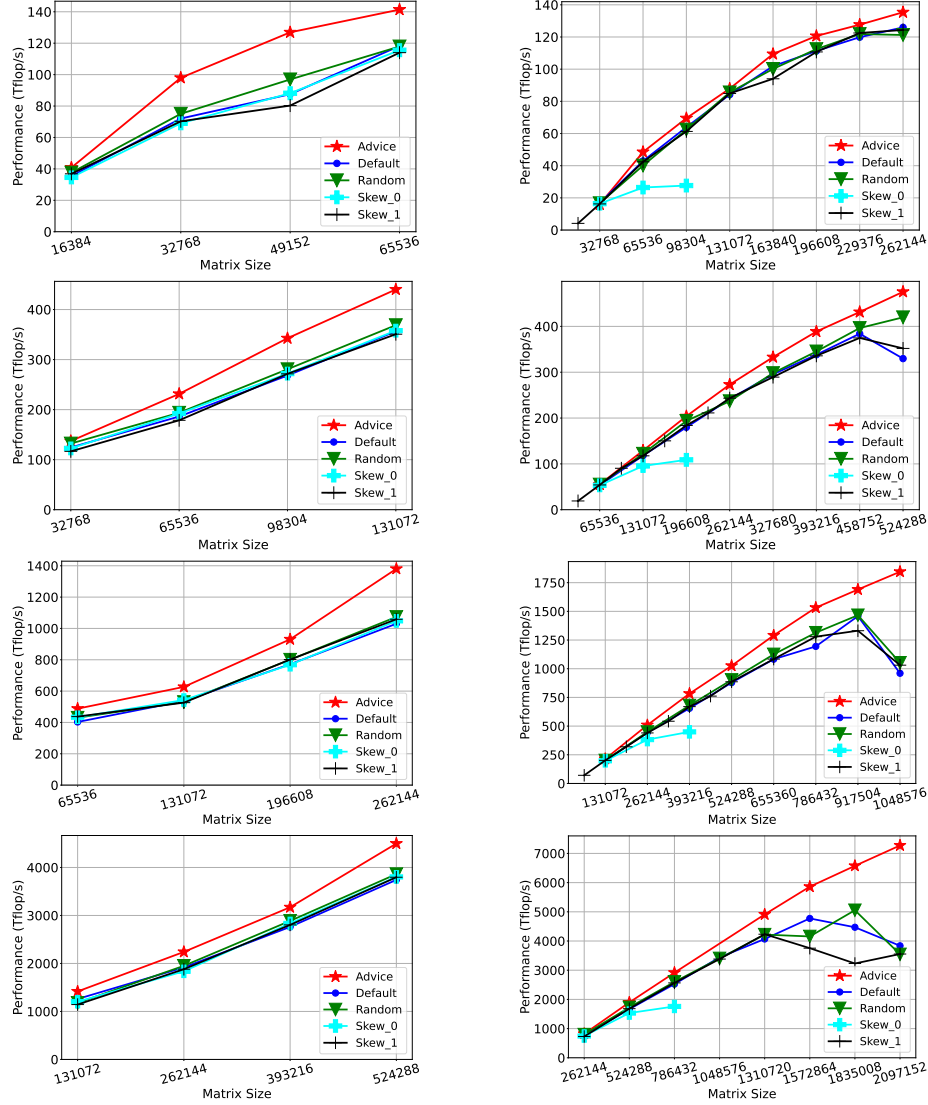 Performance (Tflop/s)
140
120
100
80
60
40
20
0
Advice
Default
Random
Skew_0
Skew_1
16384
32768
49152
65536
Matrix Size
Performance (Tflop/s)
140
120
100
80
60
40
20
0
Advice
Default
Random
Skew_0
Skew_1
32768
65536
98304
131072
163840
196608
229376
262144
Matrix Size
Performance (Tflop/s)
400
300
200
100
0
Advice
Default
Random
Skew_0
Skew_1
32768
65536
98304
131072
Matrix Size
Performance (Tflop/s)
400
300
200
100
0
Advice
Default
Random
Skew_0
Skew_1
65536
131072
196608
262144
327680
393216
458752
524288
Matrix Size
Performance (Tflop/s)
1400
1200
1000
800
600
400
200
0
Advice
Default
Random
Skew_0
Skew_1
65536
131072
196608
262144
Matrix Size
Performance (Tflop/s)
1750
1500
1250
1000
750
500
250
0
Advice
Default
Random
Skew_0
Skew_1
131072
262144
393216
524288
655360
786432
917504
1048576
Matrix Size
Performance (Tflop/s)
4000
3000
2000
1000
0
Advice
Default
Random
Skew_0
Skew_1
131072
262144
393216
524288
Matrix Size
Performance (Tflop/s)
7000
6000
5000
4000
3000
2000
1000
0
Advice
Default
Random
Skew_0
Skew_1
262144
524288
786432
1048576
1310720
1572864
1835008
2097152
Matrix Size